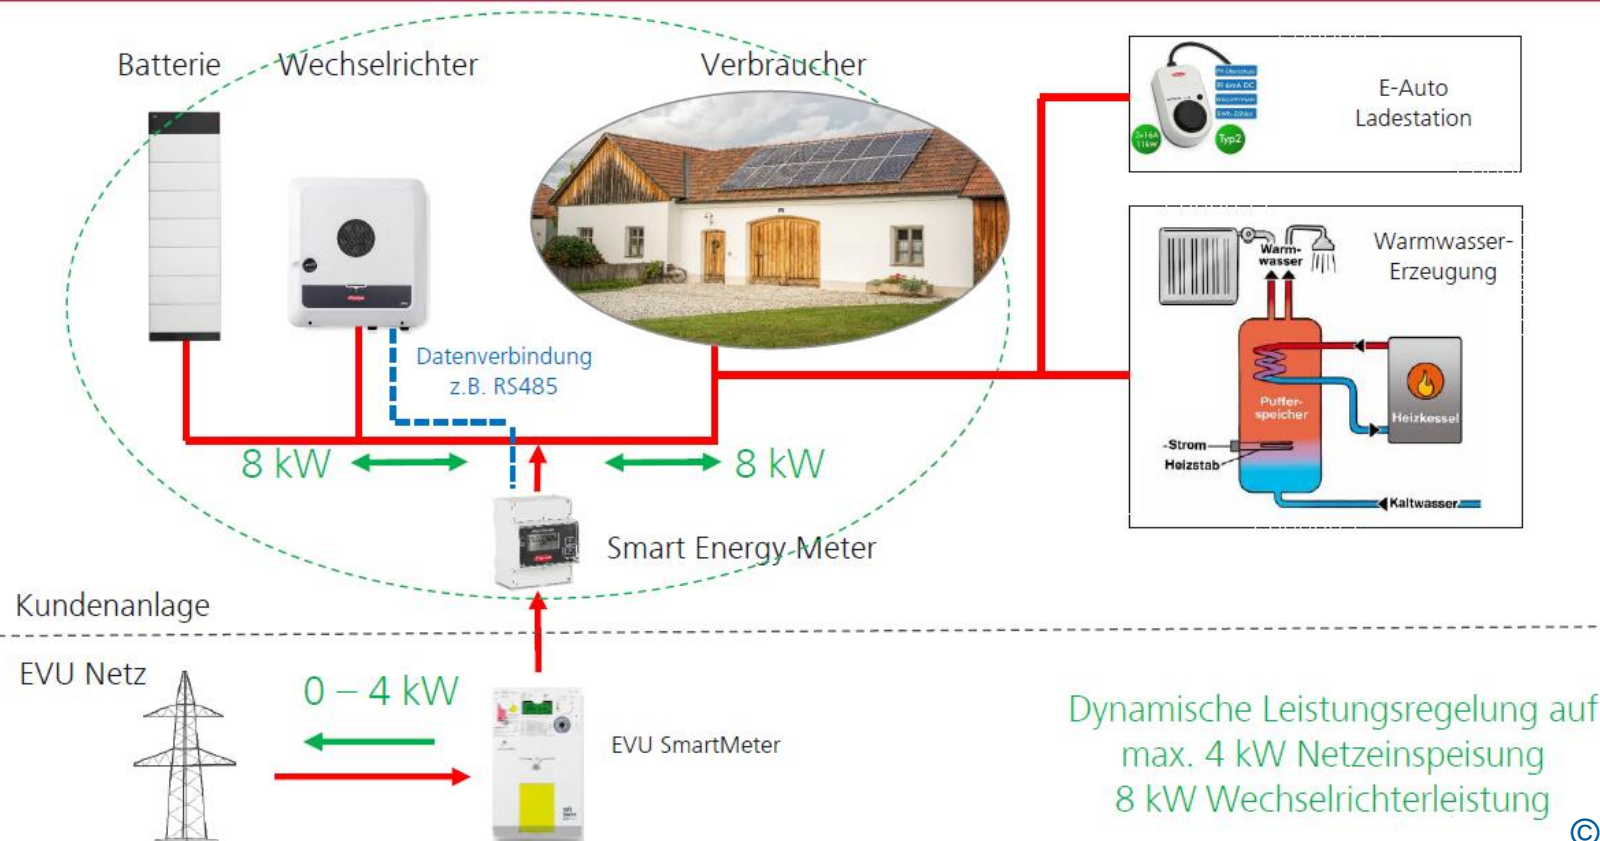 Batterie
Wechselrichter
Verbraucher
E-Auto
Ladestation
11kW
Typ2
Datenverbindung
z.B. RS485
Warmwasser-
Erzeugung
Warm-
wasser
Puffer-
speicher
Heizkessel
Strom
Heizstab
Kaltwasser
8 kW
8 kW
Smart Energy Meter
Kundenanlage
EVU Netz
0 – 4 kW
EVU SmartMeter
Dynamische Leistungsregelung auf
max. 4 kW Netzeinspeisung
8 kW Wechselrichterleistung
©